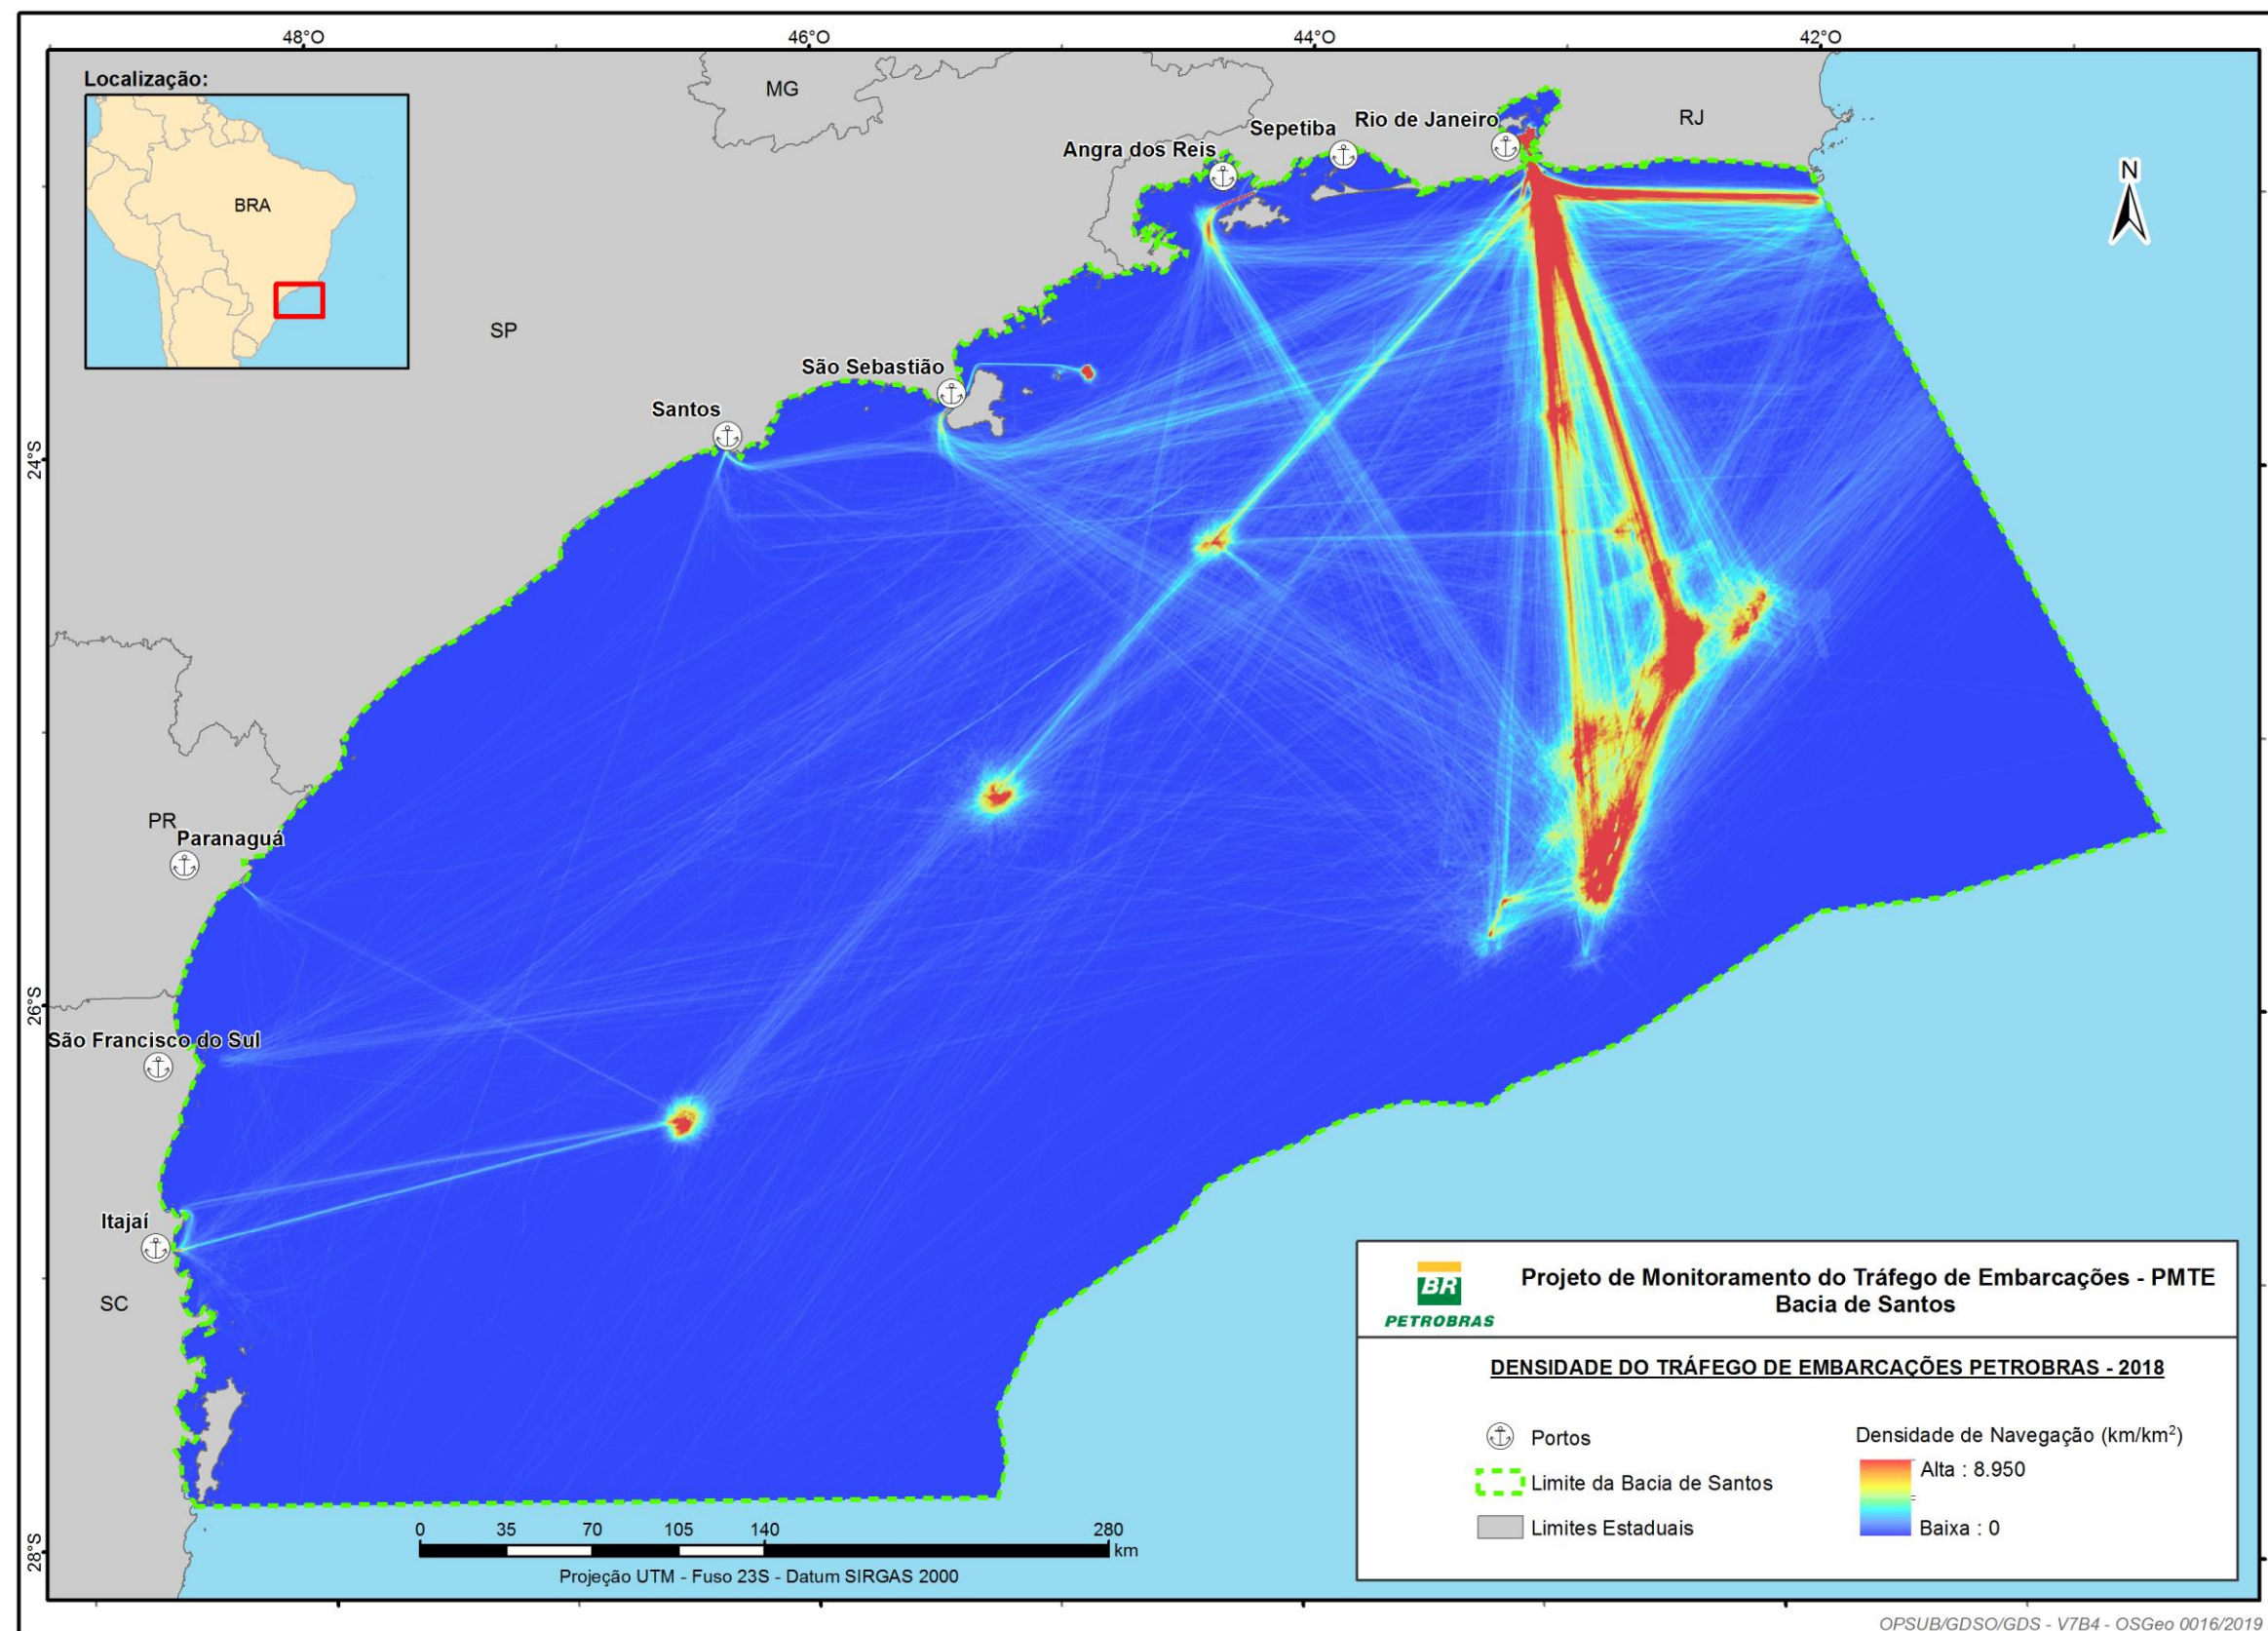 48°O
46°O
44°O
42°O
Localização:
BRA
MG
RJ
Rio de Janeiro
Sepetiba
Angra dos Reis
N
SP
São Sebastião
Santos
24°S
PR
Paranaguá
26°S
São Francisco do Sul
Itajaí
SC
28°S
BR
PETROBRAS
Projeto de Monitoramento do Tráfego de Embarcações - PMTE
Bacia de Santos
DENSIDADE DO TRÁFEGO DE EMBARCAÇÕES PETROBRAS - 2018
Portos
Limite da Bacia de Santos
Limites Estaduais
Densidade de Navegação (km/km²)
Alta : 8.950
Baixa : 0
0 35 70 105 140 280
km
Projeção UTM - Fuso 23S - Datum SIRGAS 2000
OPSUB/GDSO/GDS - V7B4 - OSGeo 0016/2019